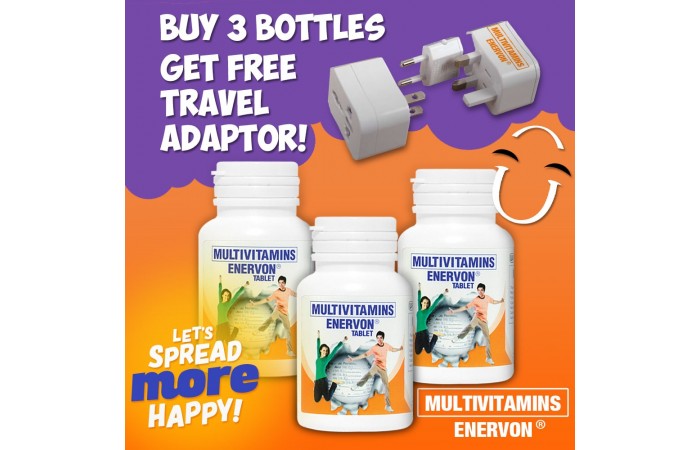 BUY 3 BOTTLES
GET FREE
TRAVEL
ADAPTOR!
MULTIVITAMINS
ENERVON®
MULTIVITAMINS
ENERVON®
TABLET
MULTIVITAMINS
ENERVON®
TABLET
MULTIVITAMINS
ENERVON®
TABLET
LET'S
SPREAD
more
HAPPY!
MULTIVITAMINS
ENERVON®